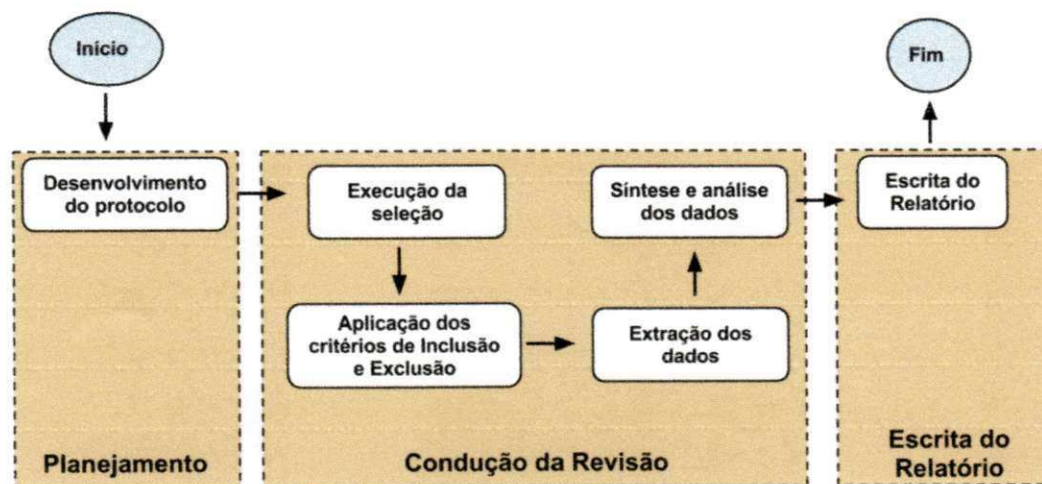 Início
Fim
Desenvolvimento
do protocolo
Execução da
seleção
Síntese e análise
dos dados
Escrita do
Relatório
Aplicação dos
critérios de Inclusão
e Exclusão
Extração dos
dados
Planejamento
Condução da Revisão
Escrita do
Relatório